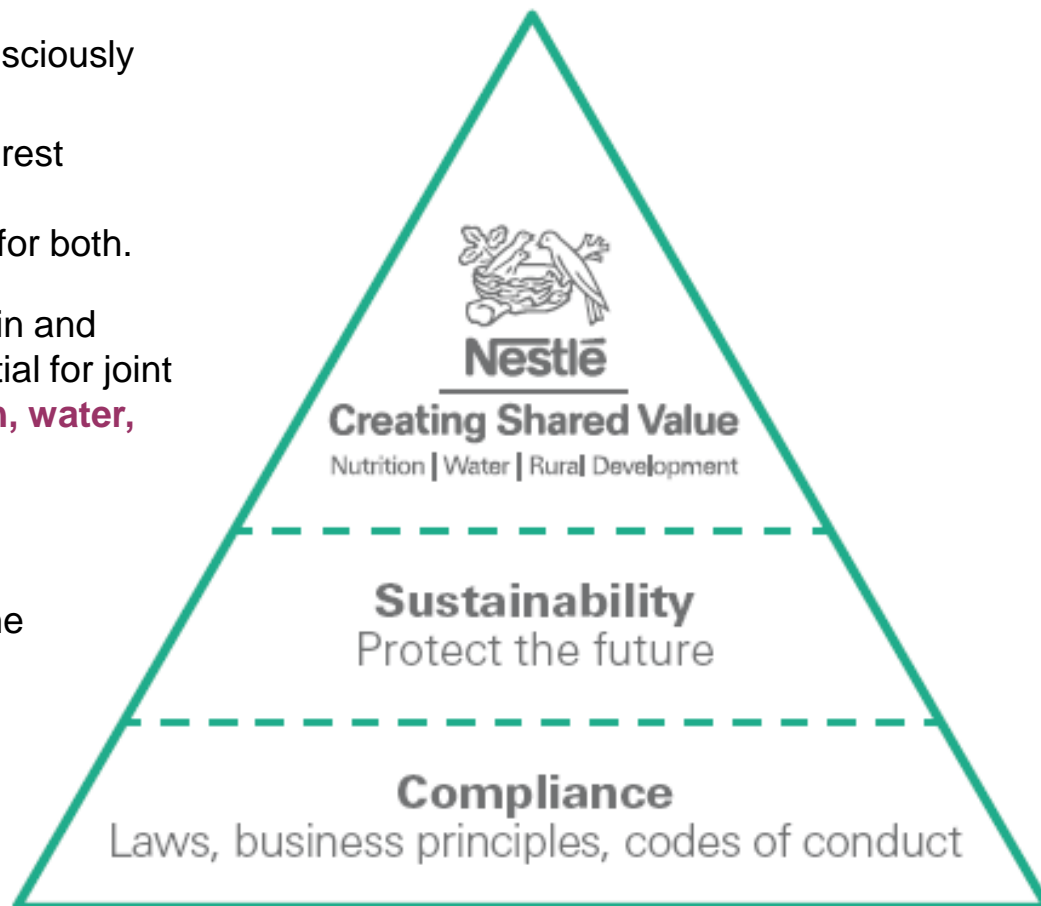 sciously
rest
for both.
in and
tial for joint
, water,
ne
Nestlé
Creating Shared Value
Nutrition | Water | Rural Development
Sustainability
Protect the future
Compliance
Laws, business principles, codes of conduct